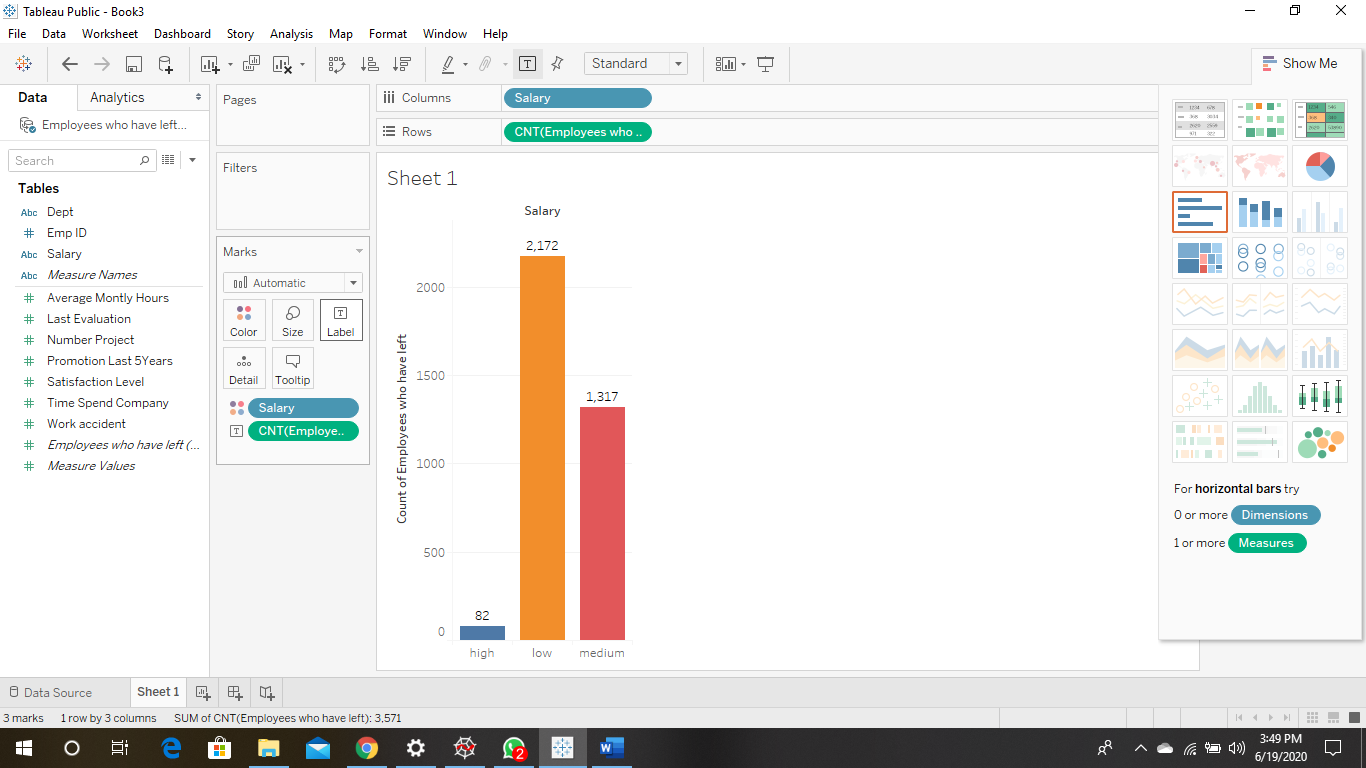 Tableau Public - Book3
File Data Worksheet Dashboard Story Analysis Map Format Window Help
Standard
Show Me
Data Analytics
Employees who have left...
Search
Tables
Abc Dept
# Emp ID
Abc Salary
Abc Measure Names
# Average Montly Hours
# Last Evaluation
# Number Project
# Promotion Last 5Years
# Satisfaction Level
# Time Spend Company
# Work accident
# Employees who have left (...
# Measure Values
Pages
Filters
Marks
Automatic
Color Size T Label
Detail Tooltip
Salary
T CNT(Employe..
Columns Salary
Rows CNT(Employees who ..
Sheet 1
Salary
Count of Employees who have left
2000
1500
1000
500
0
82
2,172
1,317
high low medium
For horizontal bars try
0 or more Dimensions
1 or more Measures
Data Source Sheet 1
3 marks 1 row by 3 columns SUM of CNT(Employees who have left): 3,571
2
3:49 PM
6/19/2020